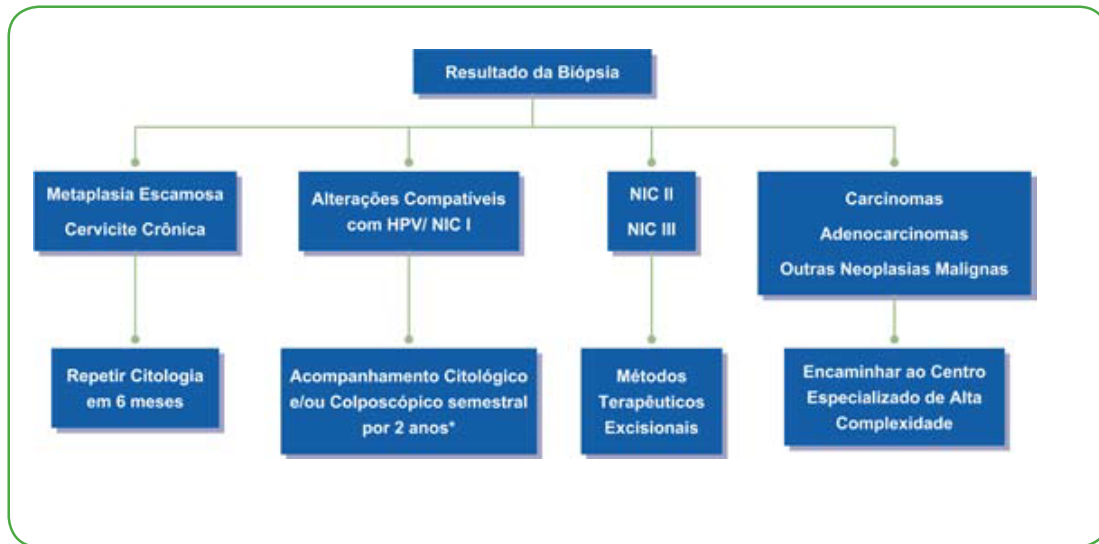 Resultado da Biópsia
Metaplasia Escamosa
Cervicite Crônica
Alterações Compatíveis
com HPV/ NIC I
NIC II
NIC III
Carcinomas
Adenocarcinomas
Outras Neoplasias Malignas
Repetir Citologia
em 6 meses
Acompanhamento Citológico
e/ou Colposcópico semestral
por 2 anos*
Métodos
Terapêuticos
Excisionais
Encaminhar ao Centro
Especializado de Alta
Complexidade